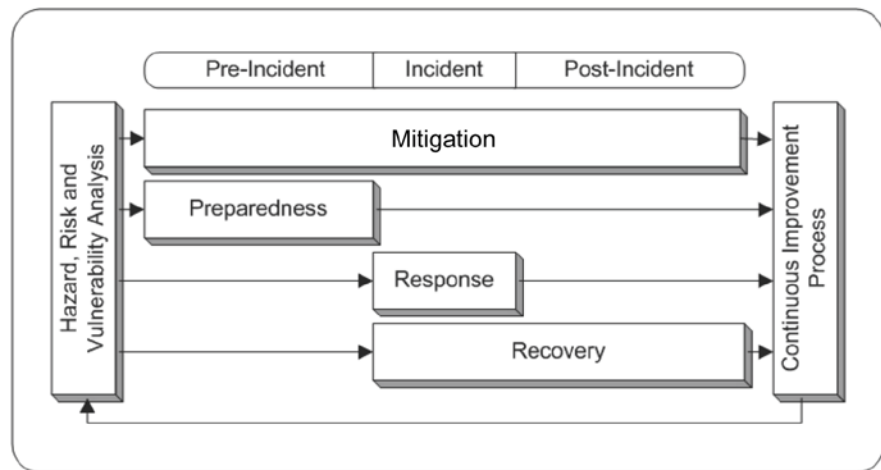 Pre-Incident
Incident
Post-Incident
Hazard, Risk and
Vulnerability Analysis
Mitigation
Preparedness
Response
Recovery
Continuous Improvement
Process